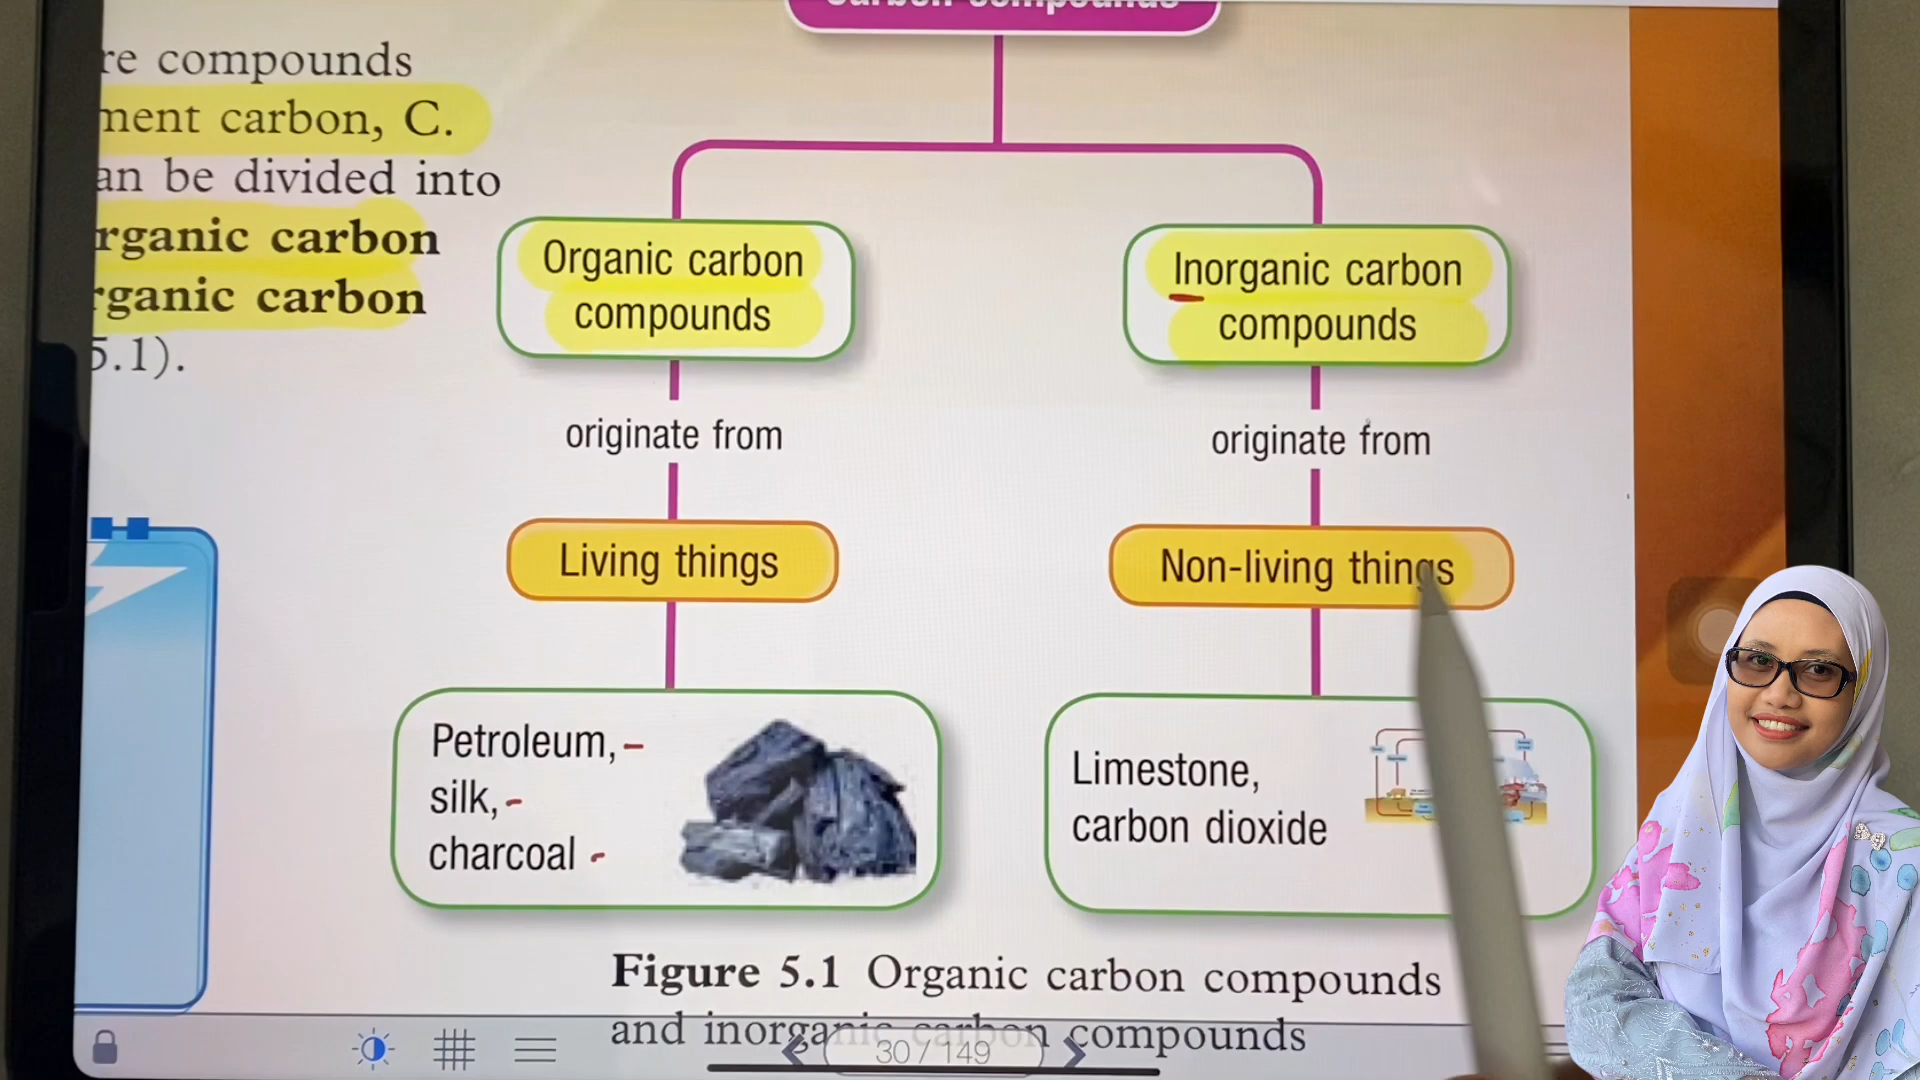 carbon compounds
re compounds
ment carbon, C.
an be divided into
rganic carbon
rganic carbon
5.1).
Organic carbon
compounds
originate from
Living things
Petroleum,
silk,
charcoal
Inorganic carbon
compounds
originate from
Non-living things
Limestone,
carbon dioxide
Figure 5.1 Organic carbon compounds
and inorganic carbon compounds
30 / 149